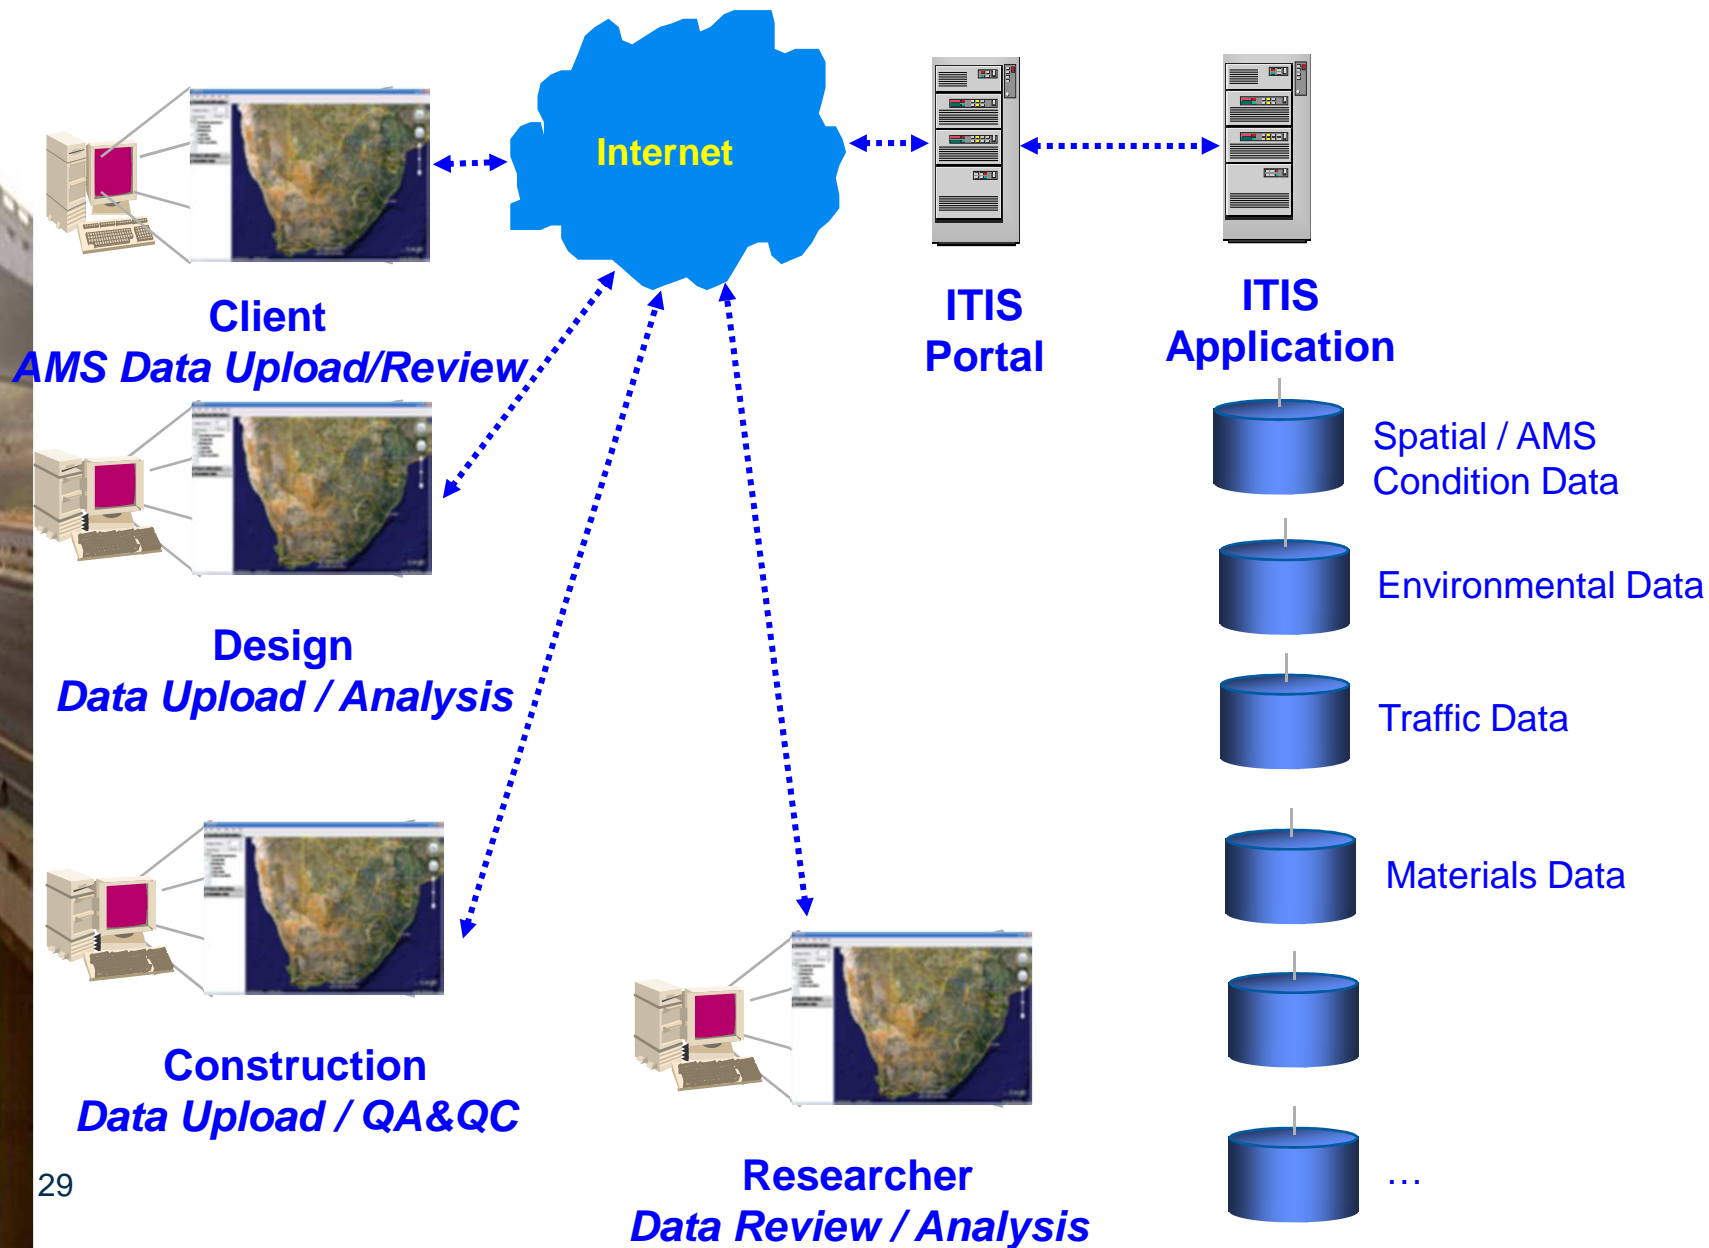 Internet
Client
AMS Data Upload/Review
ITIS
Portal
ITIS
Application
Spatial / AMS
Condition Data
Environmental Data
Design
Data Upload / Analysis
Traffic Data
Materials Data
Construction
Data Upload / QA&QC
Researcher
Data Review / Analysis
…
29